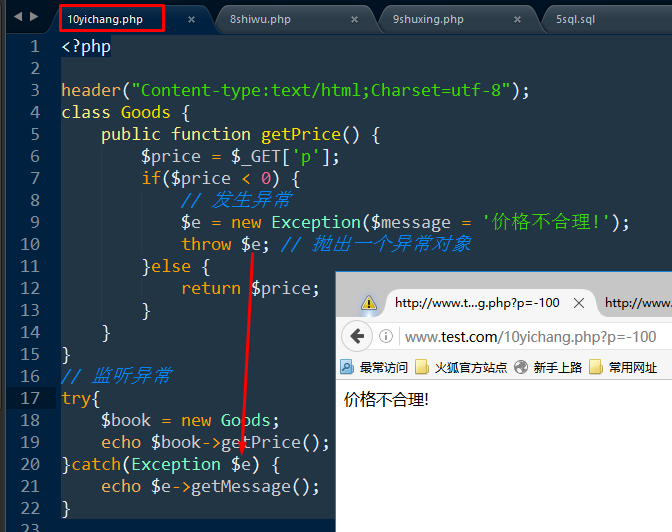 10yichang.php × 8shiwu.php × 9shuxing.php × 5sql.sql
1 <?php
2
3 header("Content-type:text/html;Charset=utf-8");
4 class Goods {
5 public function getPrice() {
6 $price = $_GET['p'];
7 if($price < 0) {
8 // 发生异常
9 $e = new Exception($message = '价格不合理!');
10 throw $e; // 抛出一个异常对象
11 }else {
12 return $price;
13 }
14 }
15 }
16 // 监听异常
17 try{
18 $book = new Goods;
19 echo $book->getPrice();
20 }catch(Exception $e) {
21 echo $e->getMessage();
22 }
23
http://www.t...g.php?p=-100 × http://www.
www.test.com/10yichang.php?p=-100
最常访问 火狐官方站点 新手上路 常用网址
价格不合理!